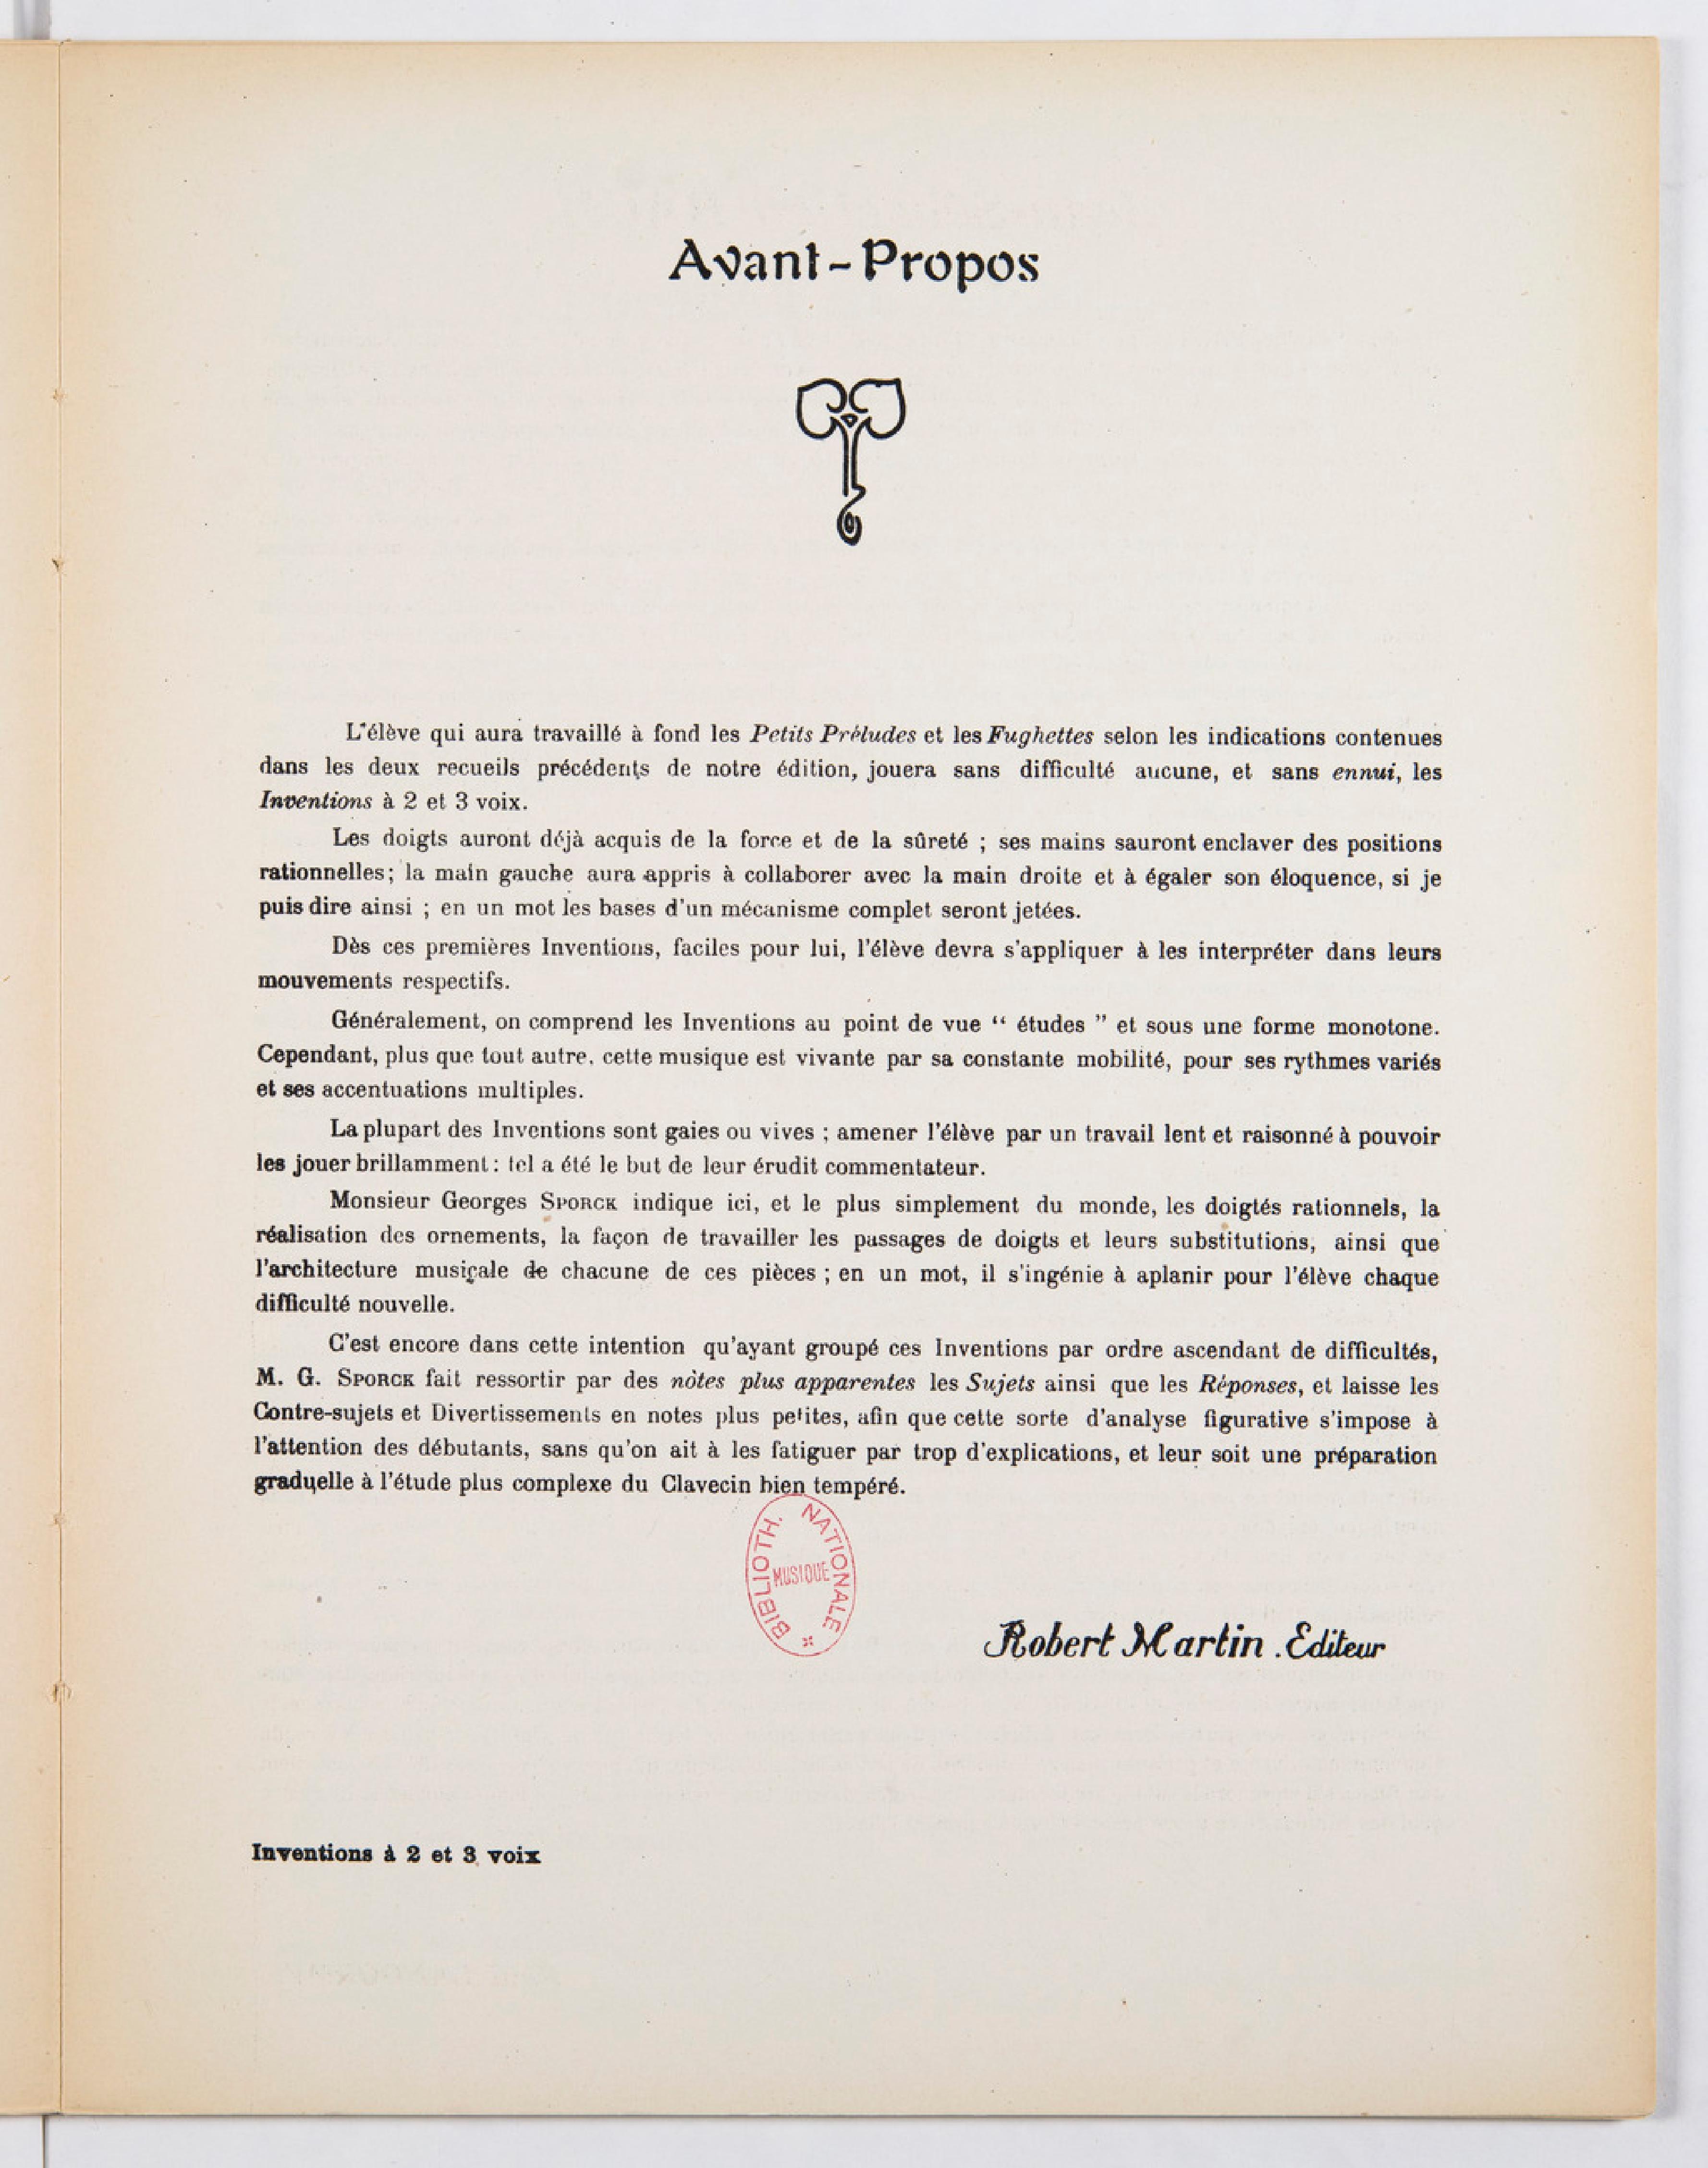 Avant-Propos
L'élève qui aura travaillé à fond les Petits Préludes et les Fughettes selon les indications contenues
dans les deux recueils précédents de notre édition, jouera sans difficulté aucune, et sans ennui, les
Inventions à 2 et 3 voix.
Les doigts auront déjà acquis de la force et de la sûreté ; ses mains sauront enclaver des positions
rationnelles ; la main gauche aura appris à collaborer avec la main droite et à égaler son éloquence, si je
puis dire ainsi ; en un mot les bases d'un mécanisme complet seront jetées.
Dès ces premières Inventions, faciles pour lui, l'élève devra s'appliquer à les interpréter dans leurs
mouvements respectifs.
Généralement, on comprend les Inventions au point de vue “ études ” et sous une forme monotone.
Cependant, plus que tout autre, cette musique est vivante par sa constante mobilité, pour ses rythmes variés
et ses accentuations multiples.
La plupart des Inventions sont gaies ou vives ; amener l'élève par un travail lent et raisonné à pouvoir
les jouer brillamment : tel a été le but de leur érudit commentateur.
Monsieur Georges SPORCK indique ici, et le plus simplement du monde, les doigtés rationnels, la
réalisation des ornements, la façon de travailler les passages de doigts et leurs substitutions, ainsi que
l'architecture musicale de chacune de ces pièces ; en un mot, il s'ingénie à aplanir pour l'élève chaque
difficulté nouvelle.
C'est encore dans cette intention qu'ayant groupé ces Inventions par ordre ascendant de difficultés,
M. G. SPORCK fait ressortir par des notes plus apparentes les Sujets ainsi que les Réponses, et laisse les
Contre-sujets et Divertissements en notes plus petites, afin que cette sorte d'analyse figurative s'impose à
l'attention des débutants, sans qu'on ait à les fatiguer par trop d'explications, et leur soit une préparation
graduelle à l'étude plus complexe du Clavecin bien tempéré.
BIBLIOTH. NATIONALE
MUSIQUE
Robert Martin . Editeur
Inventions à 2 et 3 voix